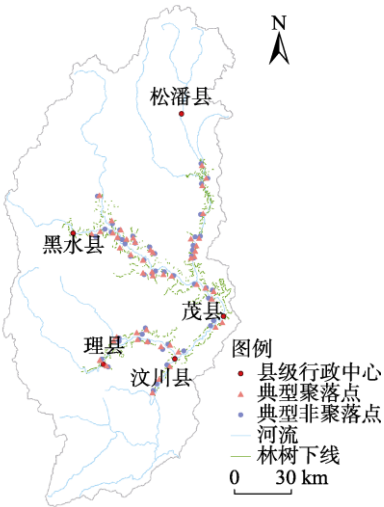 N
松潘县
黑水县
茂县
理县
汶川县
图例
县级行政中心
典型聚落点
典型非聚落点
河流
林树下线
0 30 km